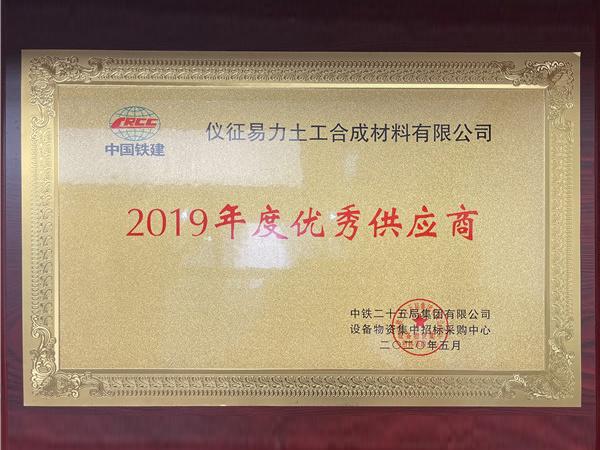 CRCC
中国铁建
仪征易力土工合成材料有限公司
2019年度优秀供应商
中铁二十五局集团有限公司
设备物资集中招标采购中心
二〇二〇年五月